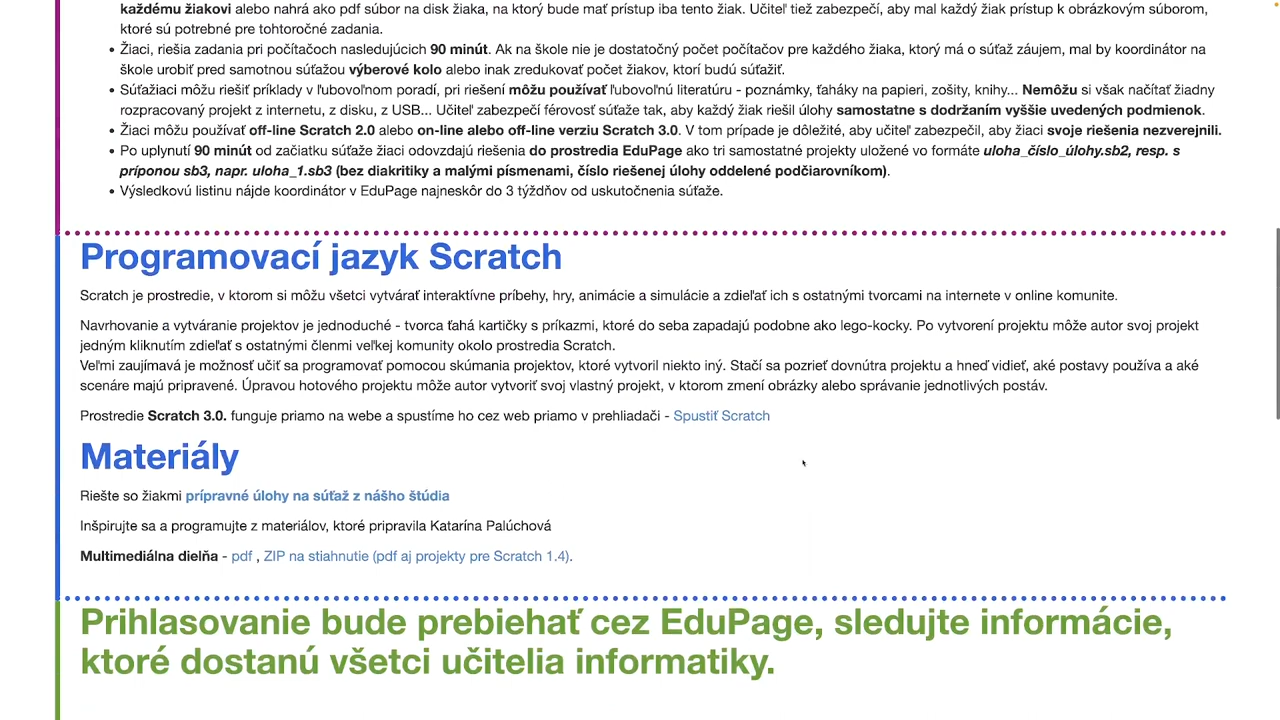 každému žiakovi alebo nahrá ako pdf súbor na disk žiaka, na ktorý bude mať prístup iba tento žiak. Učiteľ tiež zabezpečí, aby mal každý žiak prístup k obrázkovým súborom,
ktoré sú potrebné pre tohtoročné zadania.
• Žiaci, riešia zadania pri počítačoch nasledujúcich 90 minút. Ak na škole nie je dostatočný počet počítačov pre každého žiaka, ktorý má o súťaž záujem, mal by koordinátor na
škole urobiť pred samotnou súťažou výberové kolo alebo inak zredukovať počet žiakov, ktorí budú súťažiť.
• Súťažiaci môžu riešiť príklady v ľubovoľnom poradí, pri riešení môžu používať ľubovoľnú literatúru - poznámky, ťaháky na papieri, zošity, knihy... Nemôžu si však načítať žiadny
rozpracovaný projekt z internetu, z disku, z USB... Učiteľ zabezpečí férovosť súťaže tak, aby každý žiak riešil úlohy samostatne s dodržaním vyššie uvedených podmienok.
• Žiaci môžu používať off-line Scratch 2.0 alebo on-line alebo off-line verziu Scratch 3.0. V tom prípade je dôležité, aby učiteľ zabezpečil, aby žiaci svoje riešenia nezverejnili.
• Po uplynutí 90 minút od začiatku súťaže žiaci odovzdajú riešenia do prostredia EduPage ako tri samostatné projekty uložené vo formáte uloha_číslo_úlohy.sb2, resp. s
príponou sb3, napr. uloha_1.sb3 (bez diakritiky a malými písmenami, číslo riešenej úlohy oddelené podčiarovníkom).
• Výsledkovú listinu nájde koordinátor v EduPage najneskôr do 3 týždňov od uskutočnenia súťaže.
Programovací jazyk Scratch
Scratch je prostredie, v ktorom si môžu všetci vytvárať interaktívne príbehy, hry, animácie a simulácie a zdieľať ich s ostatnými tvorcami na internete v online komunite.
Navrhovanie a vytváranie projektov je jednoduché - tvorca ťahá kartičky s príkazmi, ktoré do seba zapadajú podobne ako lego-kocky. Po vytvorení projektu môže autor svoj projekt
jedným kliknutím zdieľať s ostatnými členmi veľkej komunity okolo prostredia Scratch.
Veľmi zaujímavá je možnosť učiť sa programovať pomocou skúmania projektov, ktoré vytvoril niekto iný. Stačí sa pozrieť dovnútra projektu a hneď vidieť, aké postavy používa a aké
scenáre majú pripravené. Úpravou hotového projektu môže autor vytvoriť svoj vlastný projekt, v ktorom zmení obrázky alebo správanie jednotlivých postáv.
Prostredie Scratch 3.0. funguje priamo na webe a spustíme ho cez web priamo v prehliadači - Spustiť Scratch
Materiály
Riešte so žiakmi prípravné úlohy na súťaž z nášho štúdia
Inšpirujte sa a programujte z materiálov, ktoré pripravila Katarína Palúchová
Multimediálna dielňa - pdf , ZIP na stiahnutie (pdf aj projekty pre Scratch 1.4).
Prihlasovanie bude prebiehať cez EduPage, sledujte informácie,
ktoré dostanú všetci učitelia informatiky.